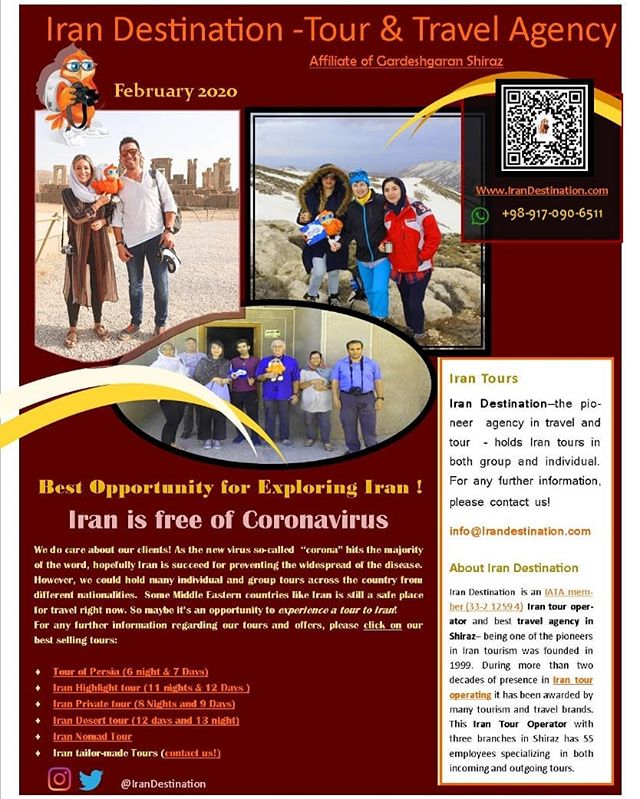 Iran Destination -Tour & Travel Agency
Affiliate of Gardeshgaran Shiraz
February 2020
Www.IranDestination.com
+98-917-090-6511
Best Opportunity for Exploring Iran !
Iran is free of Coronavirus
We do care about our clients! As the new virus so-called “corona” hits the majority
of the word, hopefully Iran is succeed for preventing the widespread of the disease.
However, we could hold many individual and group tours across the country from
different nationalities. Some Middle Eastern countries like Iran is still a safe place
for travel right now. So maybe it’s an opportunity to experience a tour to Iran!
For any further information regarding our tours and offers, please click on our
best selling tours:
♦ Tour of Persia (6 night & 7 Days)
♦ Iran Highlight tour (11 nights & 12 Days )
♦ Iran Private tour (8 Nights and 9 Days)
♦ Iran Desert tour (12 days and 13 night)
♦ Iran Nomad Tour
♦ Iran tailor-made Tours (contact us!)
@IranDestination
Iran Tours
Iran Destination–the pio-
neer agency in travel and
tour - holds Iran tours in
both group and individual.
For any further information,
please contact us!
info@Irandestination.com
About Iran Destination
Iran Destination is an IATA mem-
ber (33-2 1259 4) Iran tour oper-
ator and best travel agency in
Shiraz– being one of the pioneers
in Iran tourism was founded in
1999. During more than two
decades of presence in Iran tour
operating it has been awarded by
many tourism and travel brands.
This Iran Tour Operator with
three branches in Shiraz has 55
employees specializing in both
incoming and outgoing tours.